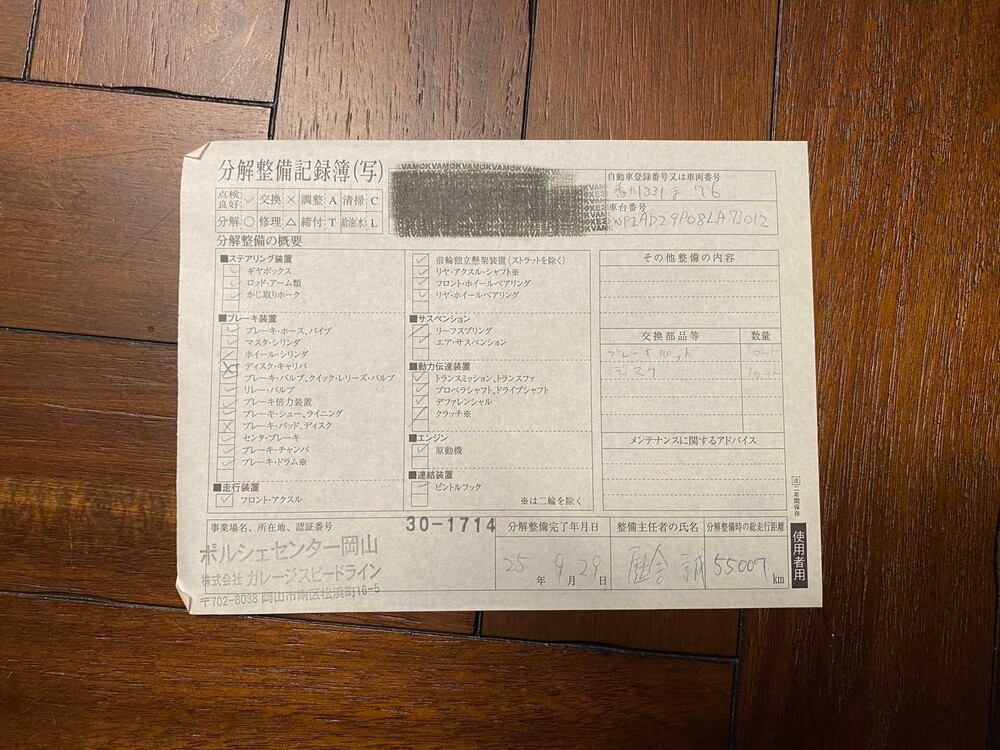 分解整備記録簿(写)
点検良好 ✓ 交換 × 調整 A 清掃 C
分解 ○ 修理 △ 締付 T 給油(水) L
自動車登録番号又は車両番号
香川331 76
車台番号
WP1AD29P08LA73012
分解整備の概要
■ステアリング装置
ギヤボックス
ロッド・アーム類
かじ取りホーク
■ブレーキ装置
ブレーキ・ホース、パイプ
マスタ・シリンダ
ホイール・シリンダ
ディスク・キャリパ
ブレーキ・バルブ、クイック・レリーズ・バルブ
リレー・バルブ
ブレーキ倍力装置
ブレーキ・シュー、ライニング
ブレーキ・パッド、ディスク
センタ・ブレーキ
ブレーキ・チャンバ
ブレーキ・ドラム※
■走行装置
フロント・アクスル
前輪独立懸架装置(ストラットを除く)
リヤ・アクスル・シャフト※
フロント・ホイールベアリング
リヤ・ホイールベアリング
■サスペンション
リーフスプリング
エア・サスペンション
■動力伝達装置
トランスミッション、トランスファ
プロペラシャフト、ドライブシャフト
デファレンシャル
クラッチ※
■エンジン
原動機
■連結装置
ピントルフック
※は二輪を除く
その他整備の内容
交換部品等 数量
ブレーキパット
ディスク
メンテナンスに関するアドバイス
注 二年間保存
使用者用
事業場名、所在地、認証番号
30-1714
ポルシェセンター岡山
株式会社 ガレージスピードライン
〒702-8038 岡山市南区松浜町16-5
分解整備完了年月日
25年 9月 29日
整備主任者の氏名
分解整備時の総走行距離
55007 km